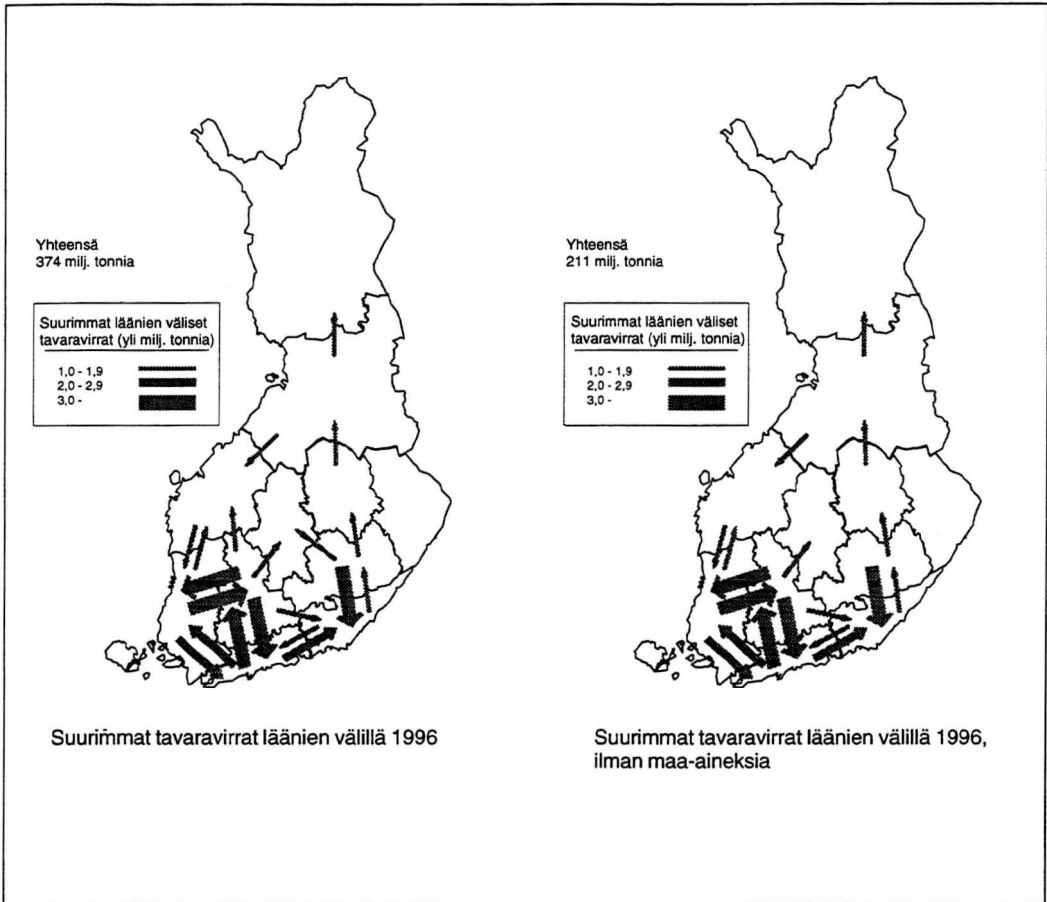 Yhteensä
374 milj. tonnia
Suurimmat läänien väliset
tavaravirrat (yli milj. tonnia)
1,0 - 1,9
2,0 - 2,9
3,0 -
Suurimmat tavaravirrat läänien välillä 1996
Yhteensä
211 milj. tonnia
Suurimmat läänien väliset
tavaravirrat (yli milj. tonnia)
1,0 - 1,9
2,0 - 2,9
3,0 -
Suurimmat tavaravirrat läänien välillä 1996,
ilman maa-aineksia